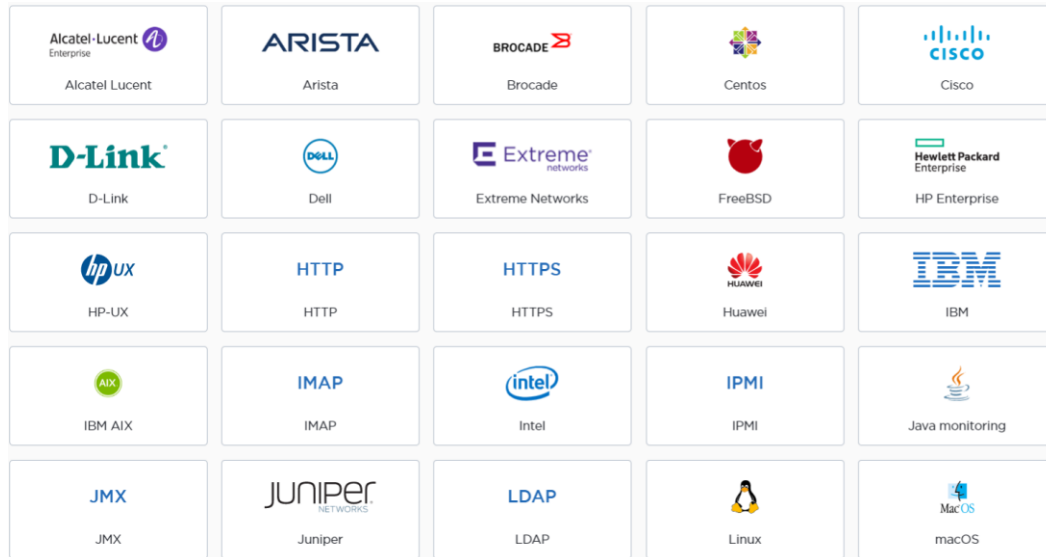 Alcatel·Lucent
Enterprise
Alcatel Lucent
ARISTA
Arista
BROCADE
Brocade
Centos
CISCO
Cisco
D-Link
D-Link
DELL
Dell
Extreme
networks
Extreme Networks
FreeBSD
Hewlett Packard
Enterprise
HP Enterprise
hp UX
HP-UX
HTTP
HTTP
HTTPS
HTTPS
HUAWEI
Huawei
IBM
IBM
AIX
IBM AIX
IMAP
IMAP
intel
Intel
IPMI
IPMI
Java monitoring
JMX
JMX
JUNIPER
NETWORKS
Juniper
LDAP
LDAP
Linux
Mac OS
macOS